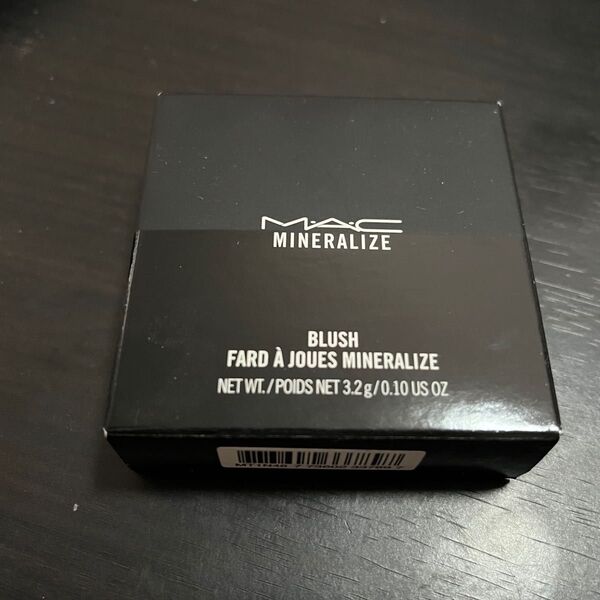 M·A·C
MINERALIZE
BLUSH
FARD À JOUES MINERALIZE
NET WT./POIDS NET 3.2 g/0.10 US OZ